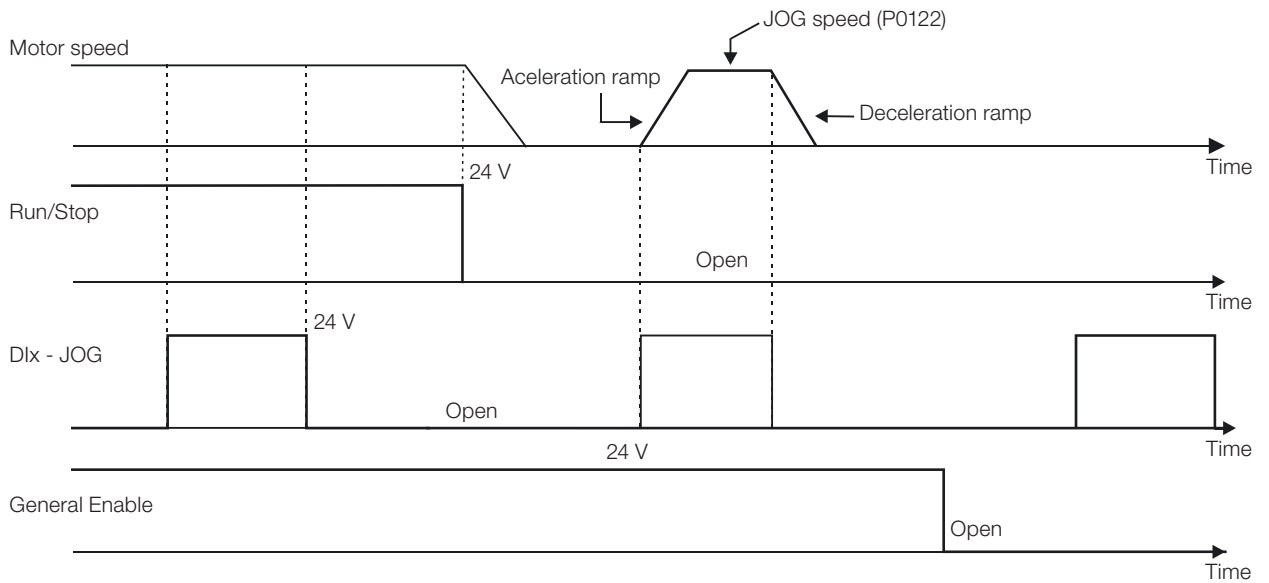 JOG speed (P0122)
Motor speed
Aceleration ramp
Deceleration ramp
Time
24 V
Run/Stop
Open
Time
24 V
DIx - JOG
Open
Time
24 V
General Enable
Open
Time